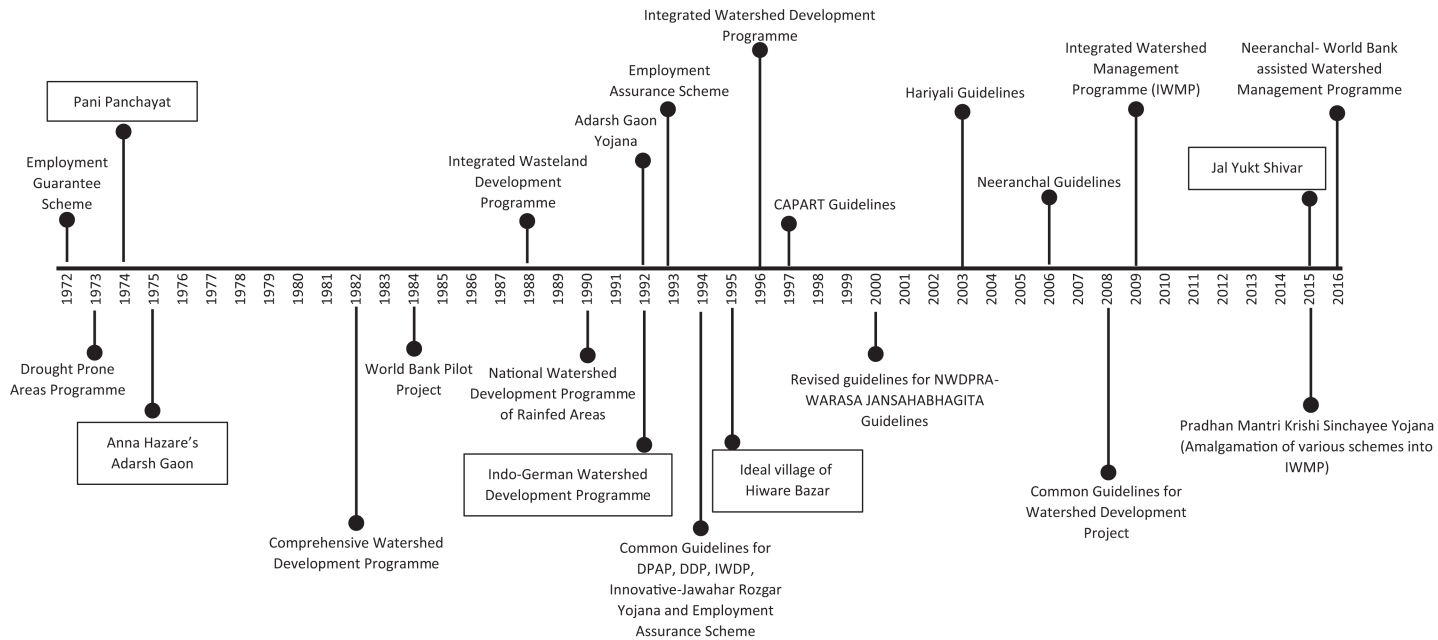 Integrated Watershed Development
Programme
Integrated Watershed
Management
Programme (IWMP)
Neeranchal- World Bank
assisted Watershed
Management Programme
Employment
Assurance Scheme
Hariyali Guidelines
Pani Panchayat
Adarsh Gaon
Yojana
Employment
Guarantee
Scheme
Integrated Wasteland
Development
Programme
Jal Yukt Shivar
Neeranchal Guidelines
CAPART Guidelines
1972
1973
1974
1975
1976
1977
1978
1979
1980
1981
1982
1983
1984
1985
1986
1987
1988
1989
1990
1991
1992
1993
1994
1995
1996
1997
1998
1999
2000
2001
2002
2003
2004
2005
2006
2007
2008
2009
2010
2011
2012
2013
2014
2015
2016
Drought Prone
Areas Programme
World Bank Pilot
Project
National Watershed
Development Programme
of Rainfed Areas
Revised guidelines for NWDPRA-
WARASA JANSAHABHAGITA
Guidelines
Anna Hazare’s
Adarsh Gaon
Pradhan Mantri Krishi Sinchayee Yojana
(Amalgamation of various schemes into
IWMP)
Indo-German Watershed
Development Programme
Ideal village of
Hiware Bazar
Common Guidelines for
Watershed Development
Project
Comprehensive Watershed
Development Programme
Common Guidelines for
DPAP, DDP, IWDP,
Innovative-Jawahar Rozgar
Yojana and Employment
Assurance Scheme